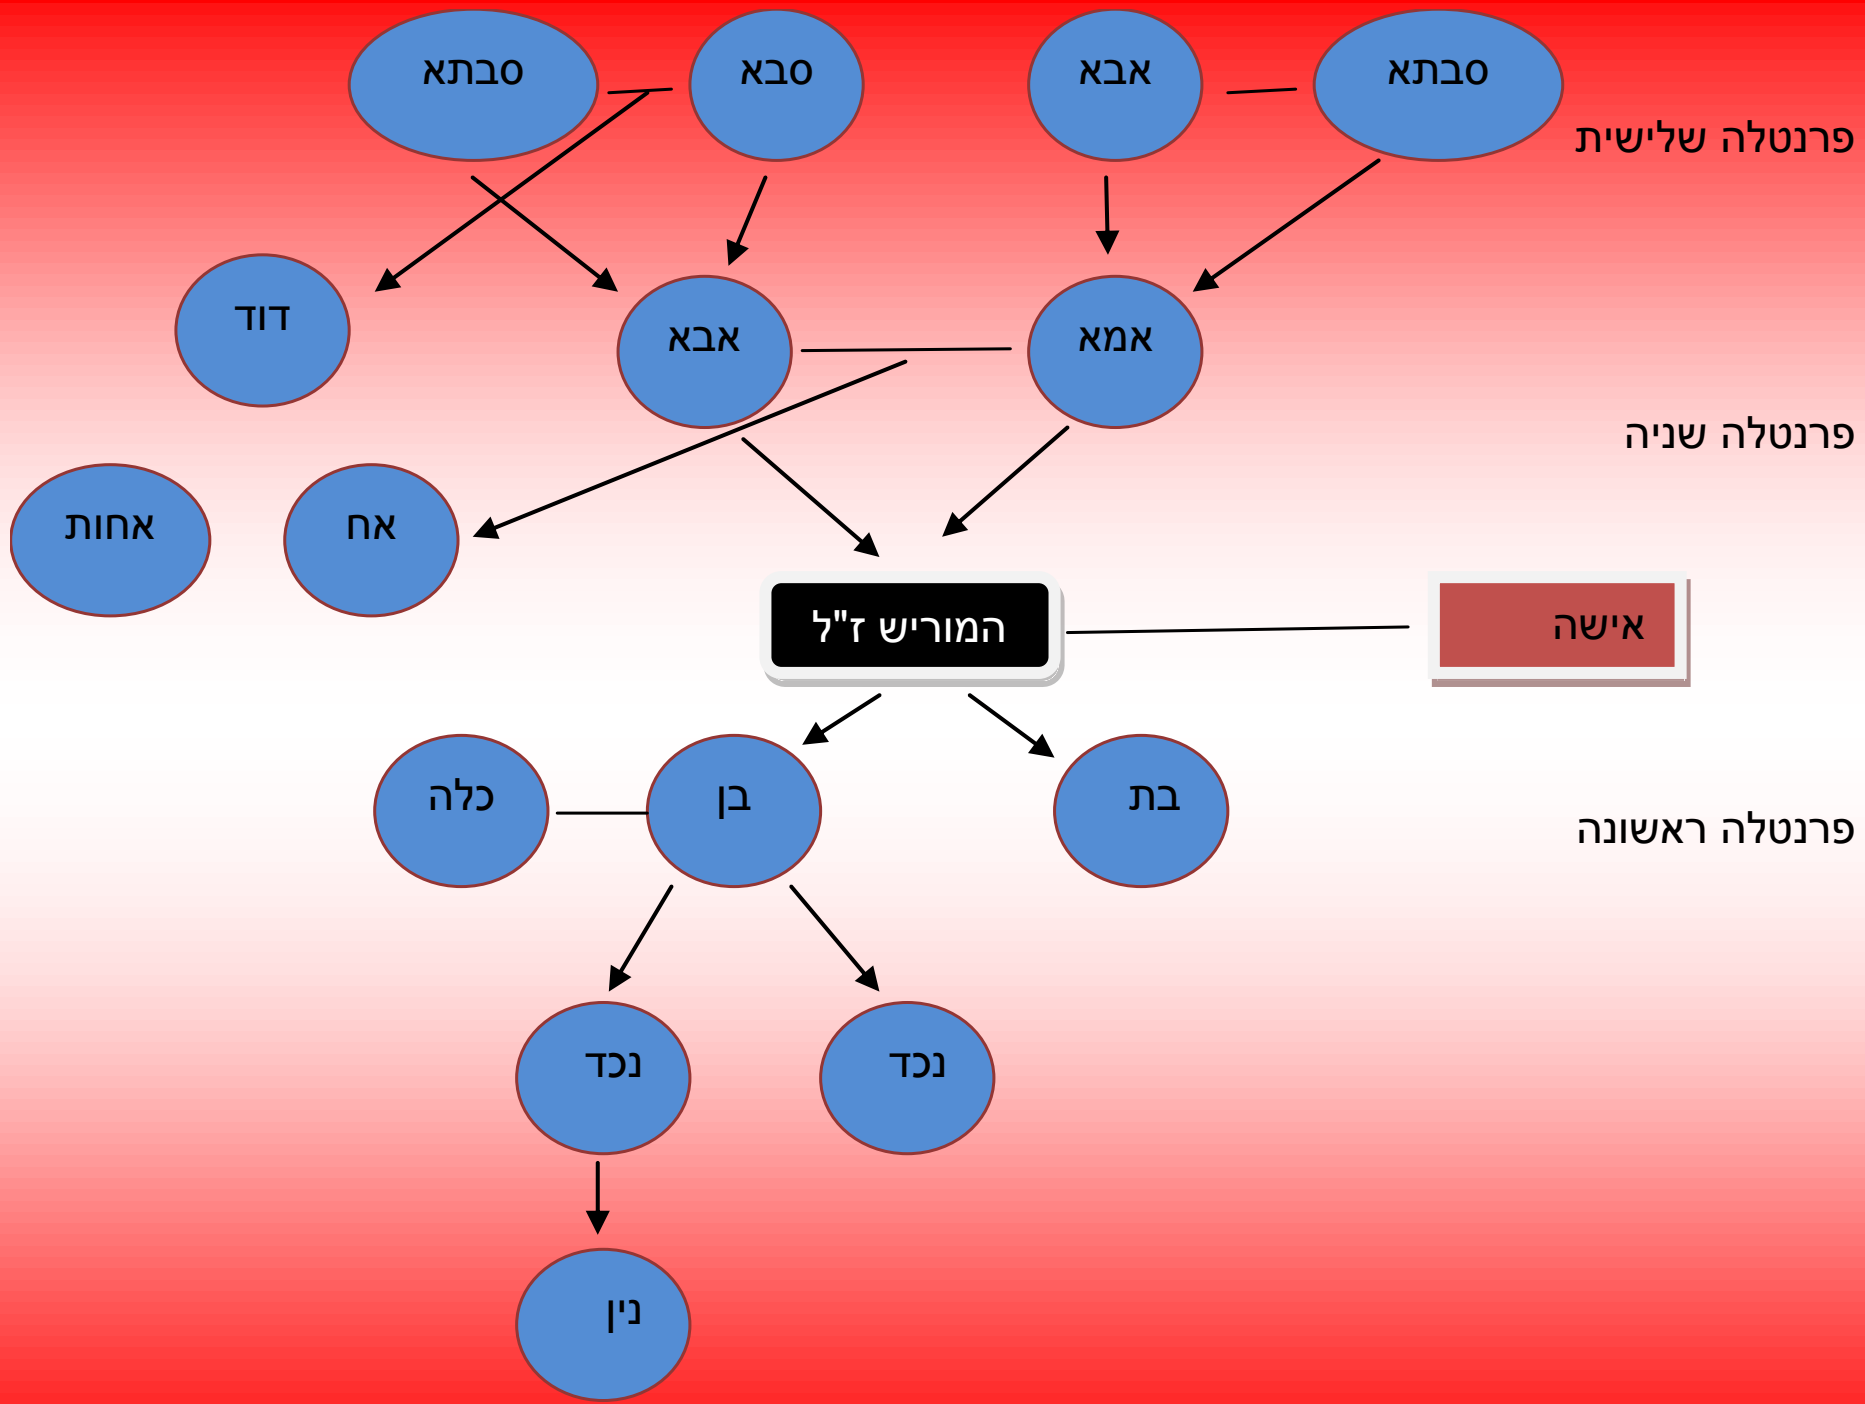 סבתא
אבא
סבא
סבתא
פרנטלה שלישית
אמא
אבא
דוד
פרנטלה שניה
אח
אחות
אישה
המוריש ז"ל
בת
בן
כלה
פרנטלה ראשונה
נכד
נכד
נין